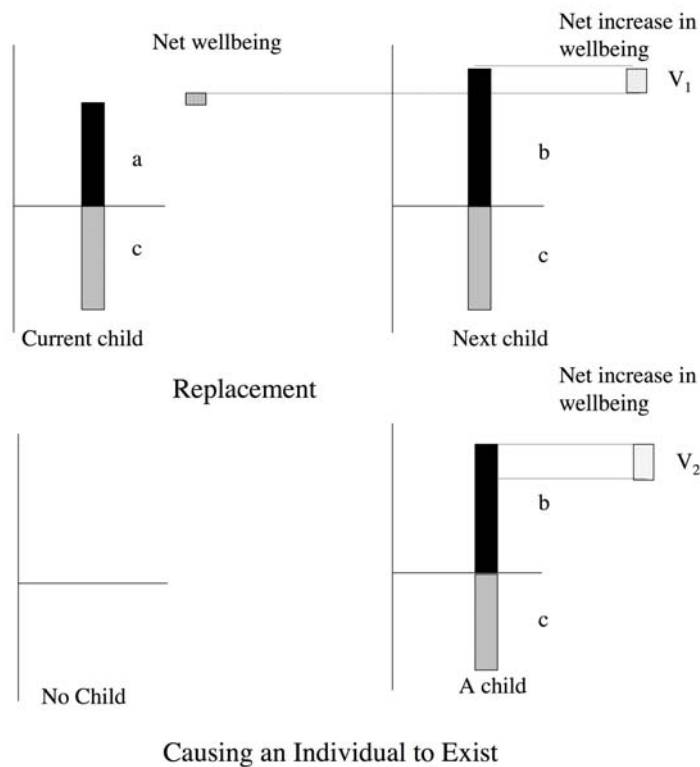 Net wellbeing
Net increase in
wellbeing
V1
a
b
c
c
Current child
Next child
Replacement
Net increase in
wellbeing
V2
b
c
No Child
A child
Causing an Individual to Exist